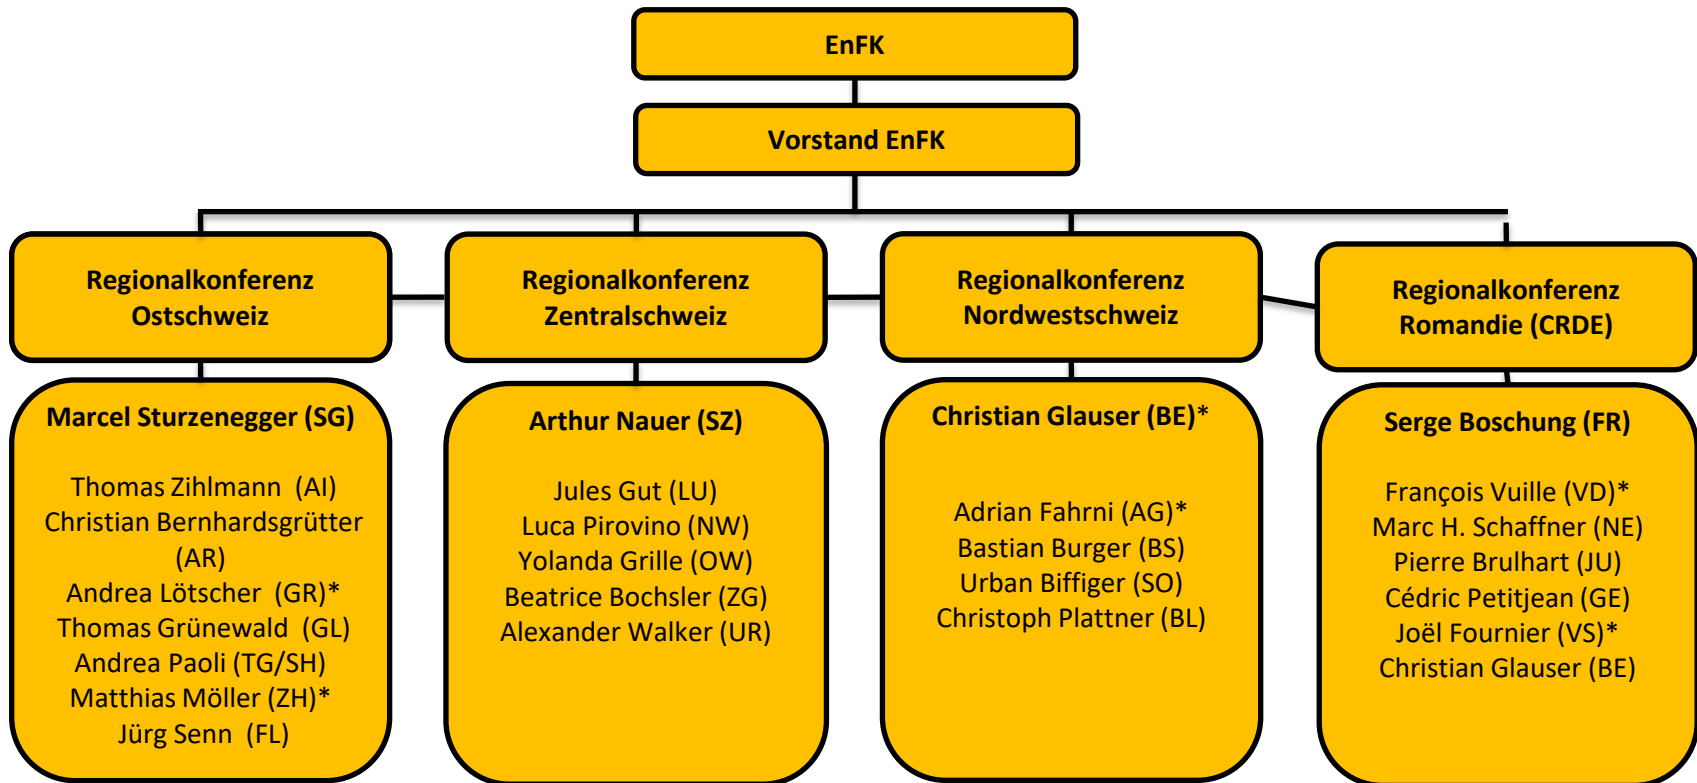 EnFK
Vorstand EnFK
Regionalkonferenz
Ostschweiz
Regionalkonferenz
Zentralschweiz
Regionalkonferenz
Nordwestschweiz
Regionalkonferenz
Romandie (CRDE)
Marcel Sturzenegger (SG)
Thomas Zihlmann (AI)
Christian Bernhardsgrütter
(AR)
Andrea Lötscher (GR)*
Thomas Grünewald (GL)
Andrea Paoli (TG/SH)
Matthias Möller (ZH)*
Jürg Senn (FL)
Arthur Nauer (SZ)
Jules Gut (LU)
Luca Pirovino (NW)
Yolanda Grille (OW)
Beatrice Bochsler (ZG)
Alexander Walker (UR)
Christian Glauser (BE)*
Adrian Fahrni (AG)*
Bastian Burger (BS)
Urban Biffiger (SO)
Christoph Plattner (BL)
Serge Boschung (FR)
François Vuille (VD)*
Marc H. Schaffner (NE)
Pierre Brulhart (JU)
Cédric Petitjean (GE)
Joël Fournier (VS)*
Christian Glauser (BE)